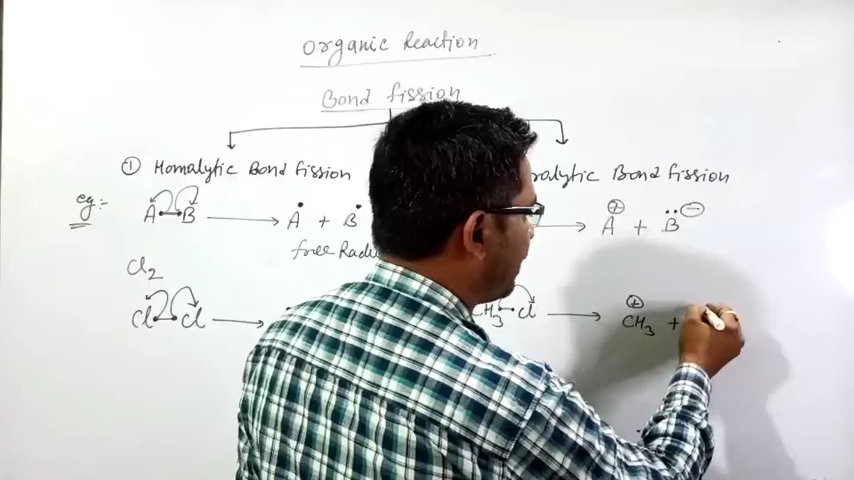 Organic Reaction
Bond fission
① Homalytic Bond fission
ralytic Bond fission
eg:- A B → A• + B•
→ A⊕ + B̈⊖
free Radi
Cl₂
Cl Cl →
CH₃ Cl → ⊕CH₃ +